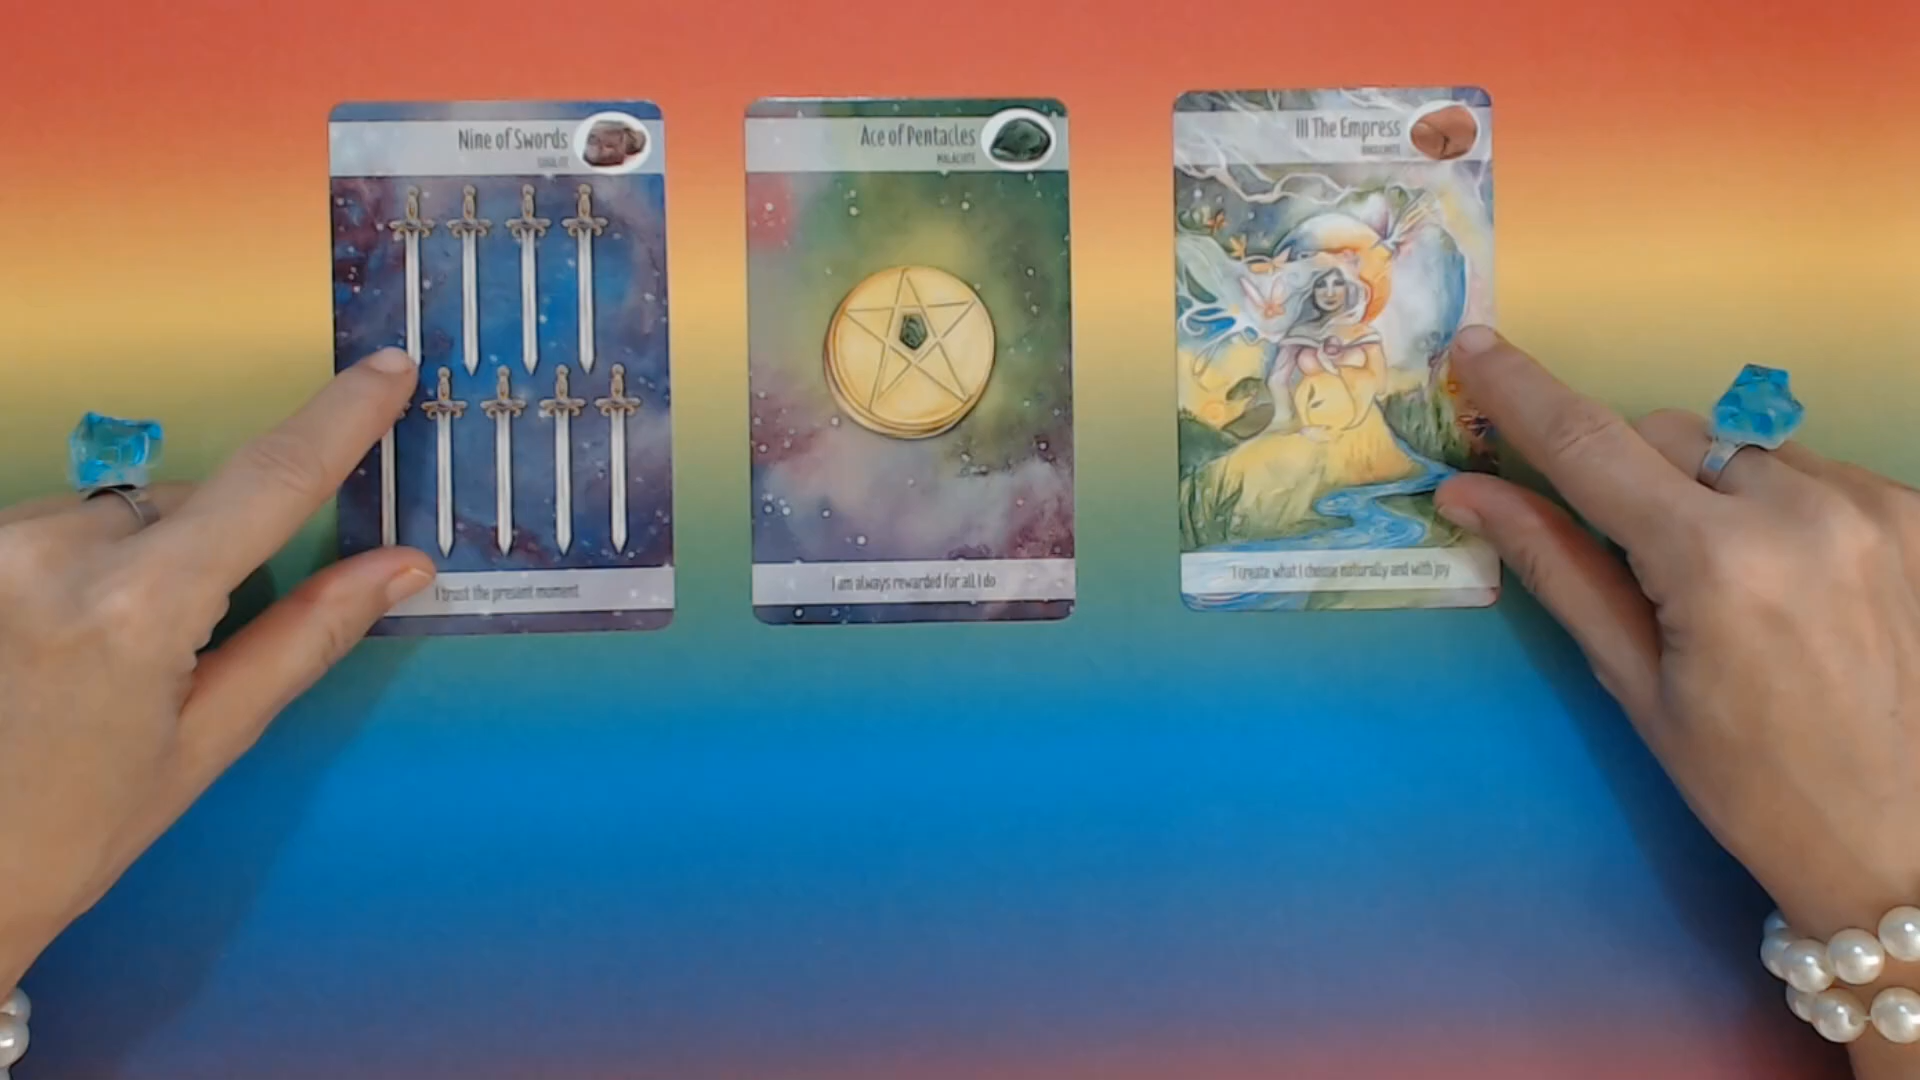 Nine of Swords
Ace of Pentacles
MALACHITE
III The Empress
I trust the present moment
I am always rewarded for all I do
I create what I choose naturally and with joy